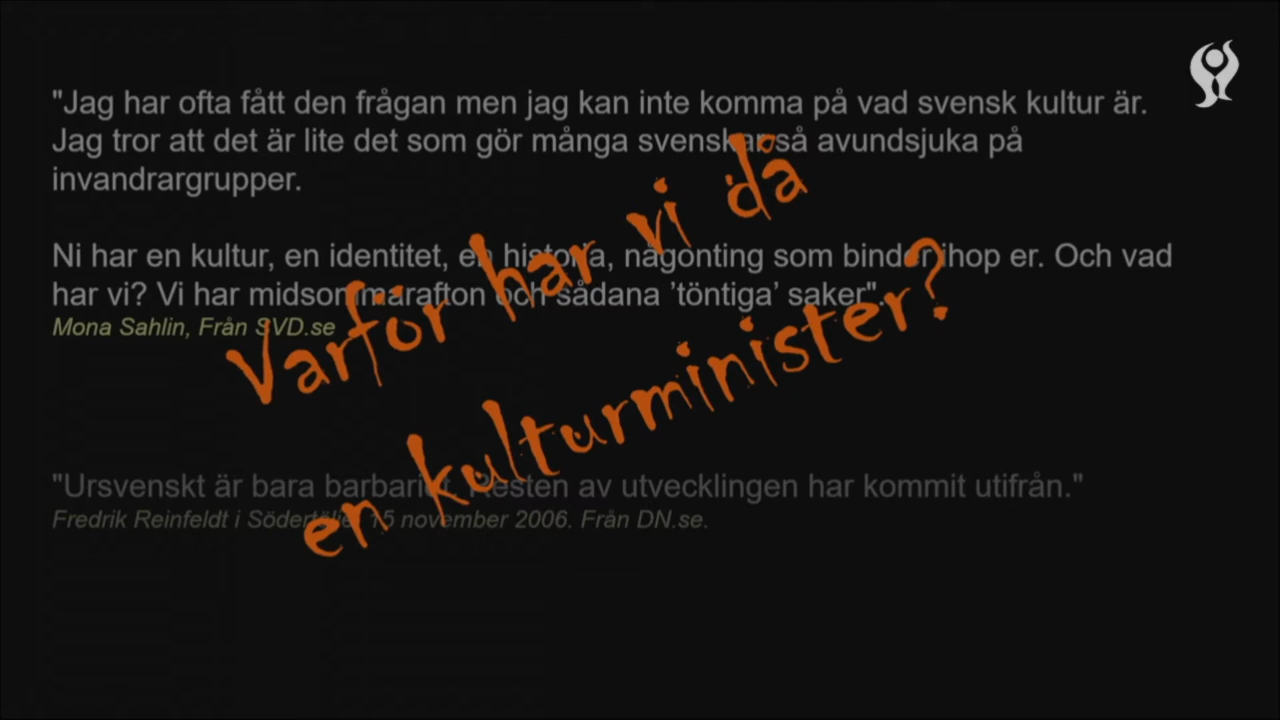 "Jag har ofta fått den frågan men jag kan inte komma på vad svensk kultur är.
Jag tror att det är lite det som gör många svenskar så avundsjuka på
invandrargrupper.
Ni har en kultur, en identitet, en historia, någonting som binder ihop er. Och vad
har vi? Vi har midsommarafton och sådana ’töntiga’ saker".
Mona Sahlin, Från SVD.se
Varför har vi då
en kulturminister?
"Ursvenskt är bara barbariet. Resten av utvecklingen har kommit utifrån."
Fredrik Reinfeldt i Södertälje, 15 november 2006. Från DN.se.